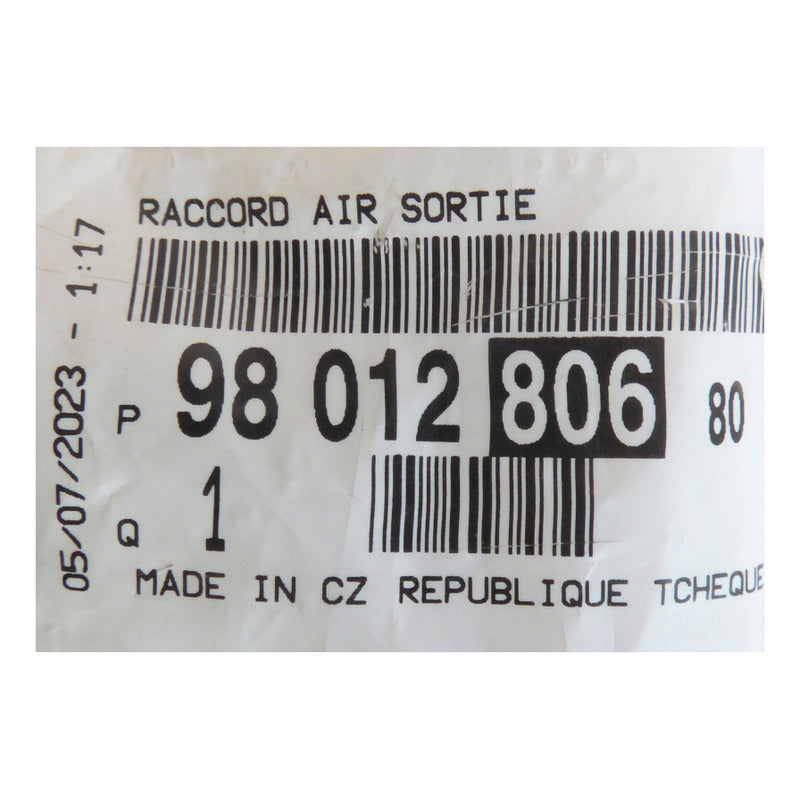 RACCORD AIR SORTIE
P 98 012 806 80
Q 1
MADE IN CZ REPUBLIQUE TCHEQUE
05/07/2023 - 1:17